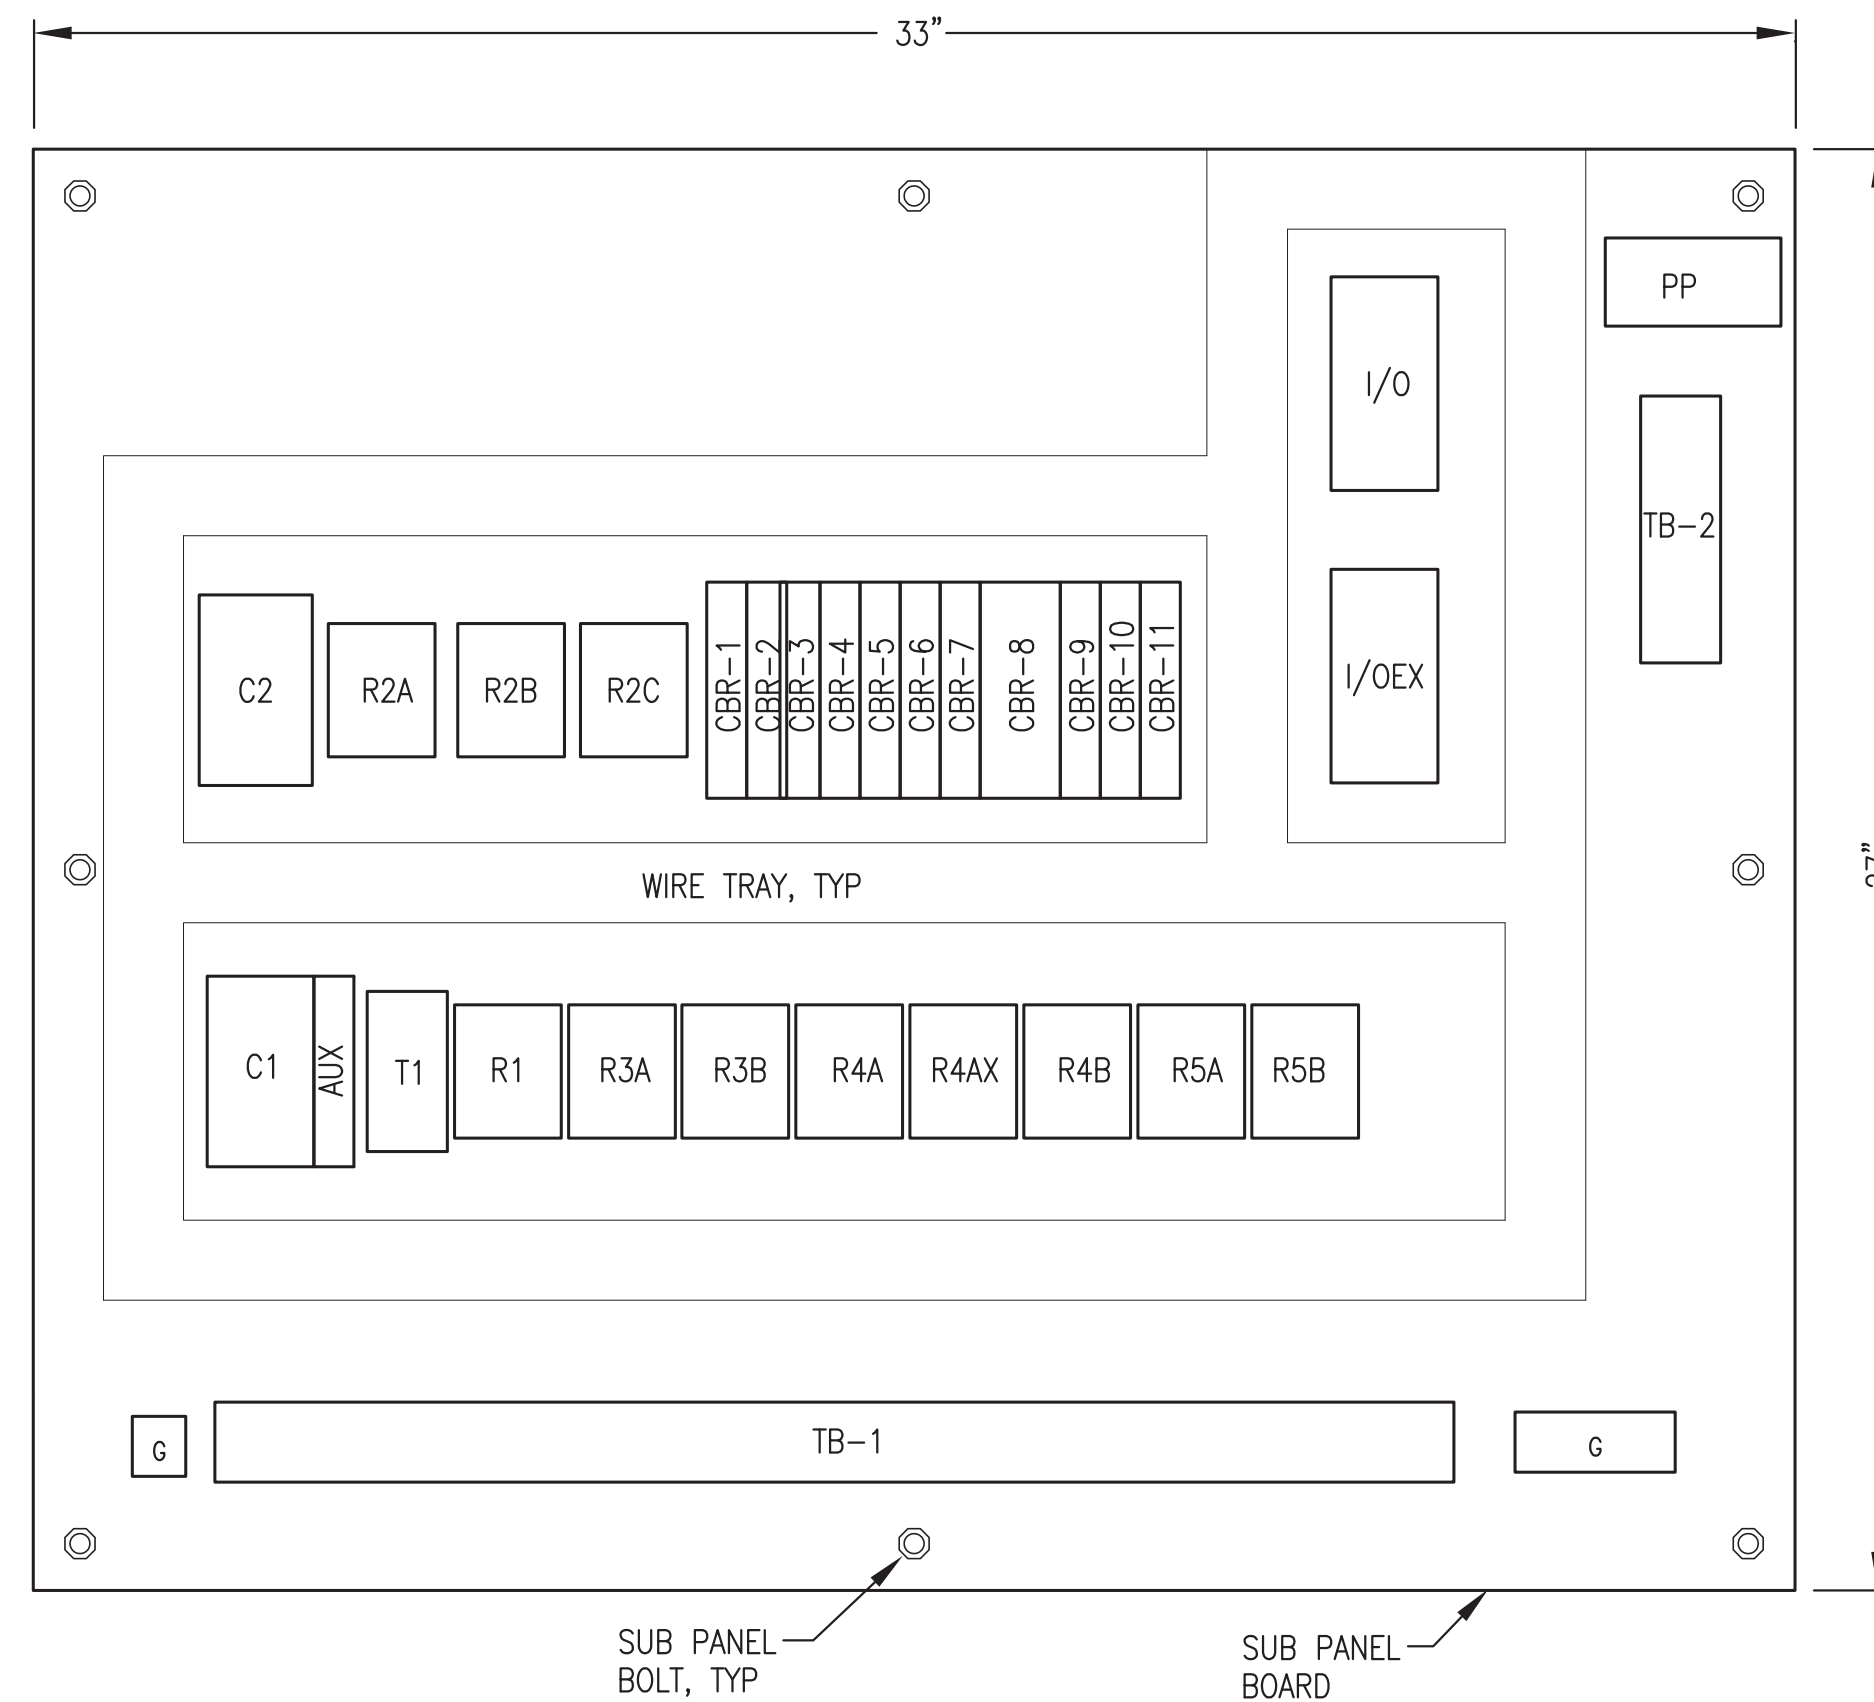 33”
PP
I/O
TB-2
I/OEX
C2
R2A
R2B
R2C
CBR-1
CBR-2
CBR-3
CBR-4
CBR-5
CBR-6
CBR-7
CBR-8
CBR-9
CBR-10
CBR-11
WIRE TRAY, TYP
C1
AUX
T1
R1
R3A
R3B
R4A
R4AX
R4B
R5A
R5B
G
TB-1
G
SUB PANEL
BOLT, TYP
SUB PANEL
BOARD